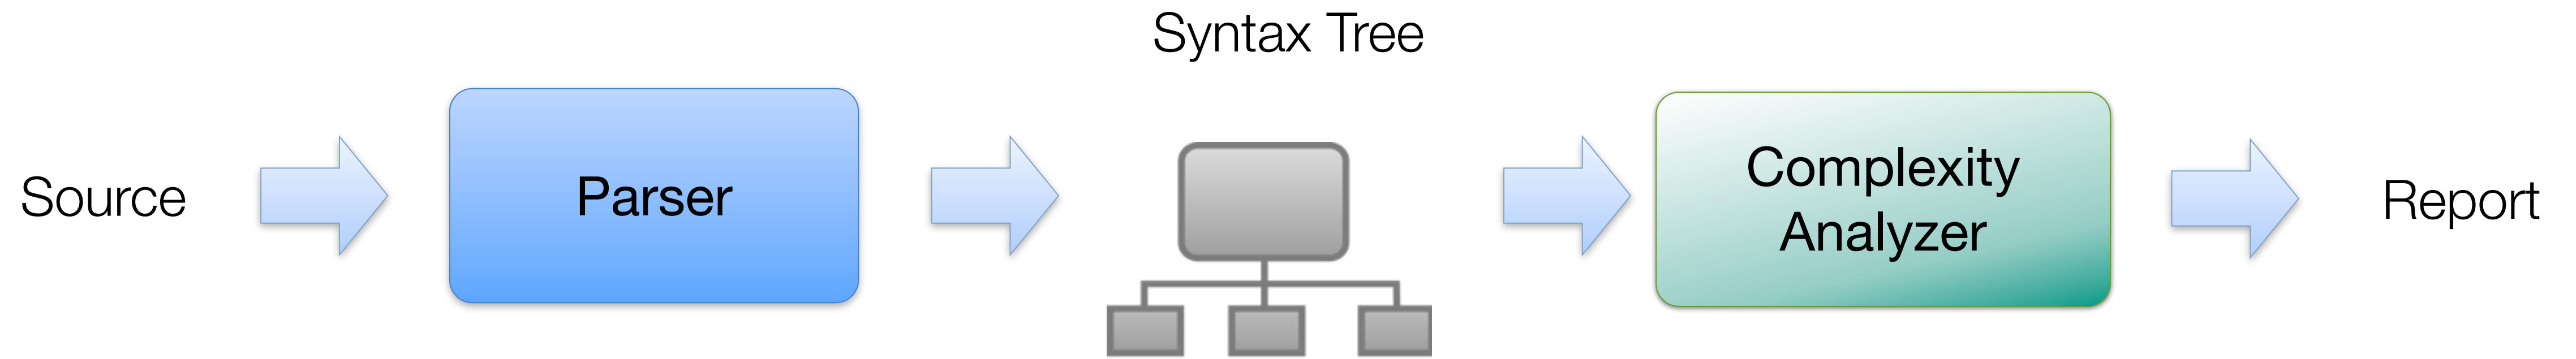 Syntax Tree
Source
Parser
Complexity
Analyzer
Report